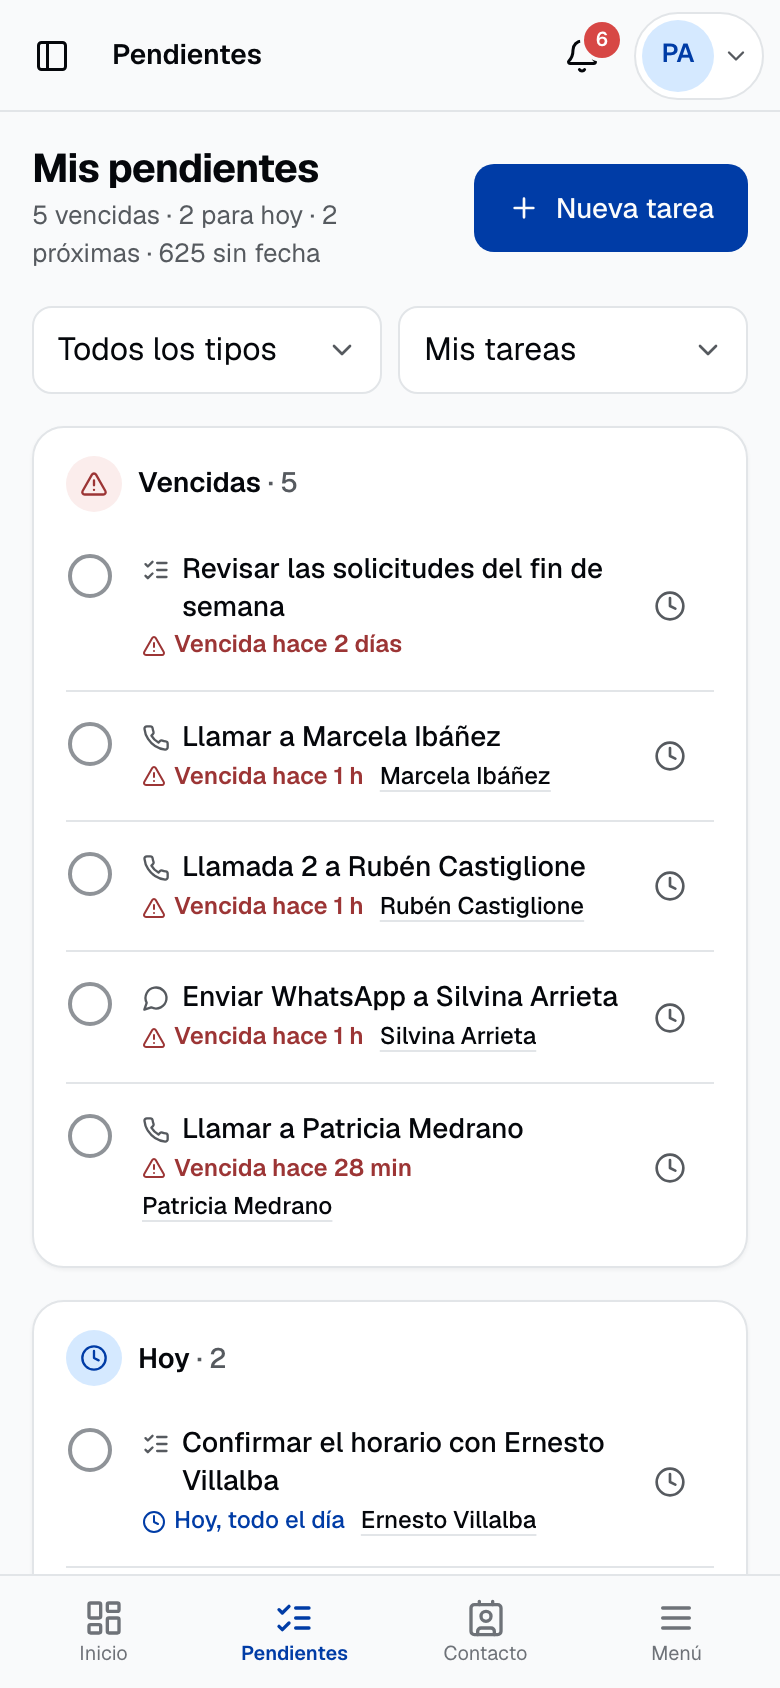 Pendientes
6
PA
Mis pendientes
5 vencidas · 2 para hoy · 2
próximas · 625 sin fecha
Nueva tarea
Todos los tipos
Mis tareas
Vencidas · 5
Revisar las solicitudes del fin de
semana
Vencida hace 2 días
Llamar a Marcela Ibáñez
Vencida hace 1 h Marcela Ibáñez
Llamada 2 a Rubén Castiglione
Vencida hace 1 h Rubén Castiglione
Enviar WhatsApp a Silvina Arrieta
Vencida hace 1 h Silvina Arrieta
Llamar a Patricia Medrano
Vencida hace 28 min
Patricia Medrano
Hoy · 2
Confirmar el horario con Ernesto
Villalba
Hoy, todo el día Ernesto Villalba
Inicio
Pendientes
Contacto
Menú